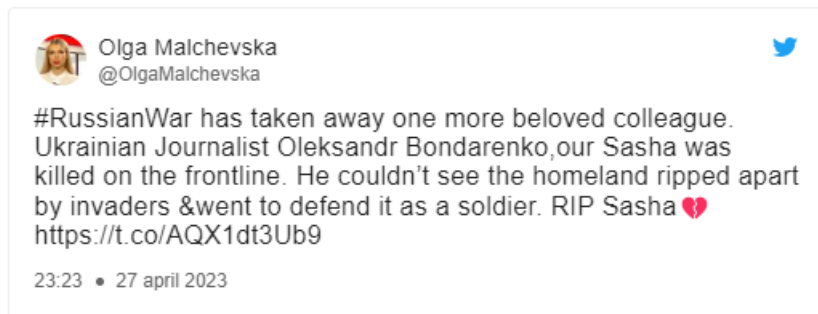 Olga Malchevska
@OlgaMalchevska
#RussianWar has taken away one more beloved colleague.
Ukrainian Journalist Oleksandr Bondarenko,our Sasha was
killed on the frontline. He couldn’t see the homeland ripped apart
by invaders &went to defend it as a soldier. RIP Sasha💔
https://t.co/AQX1dt3Ub9
23:23 • 27 april 2023